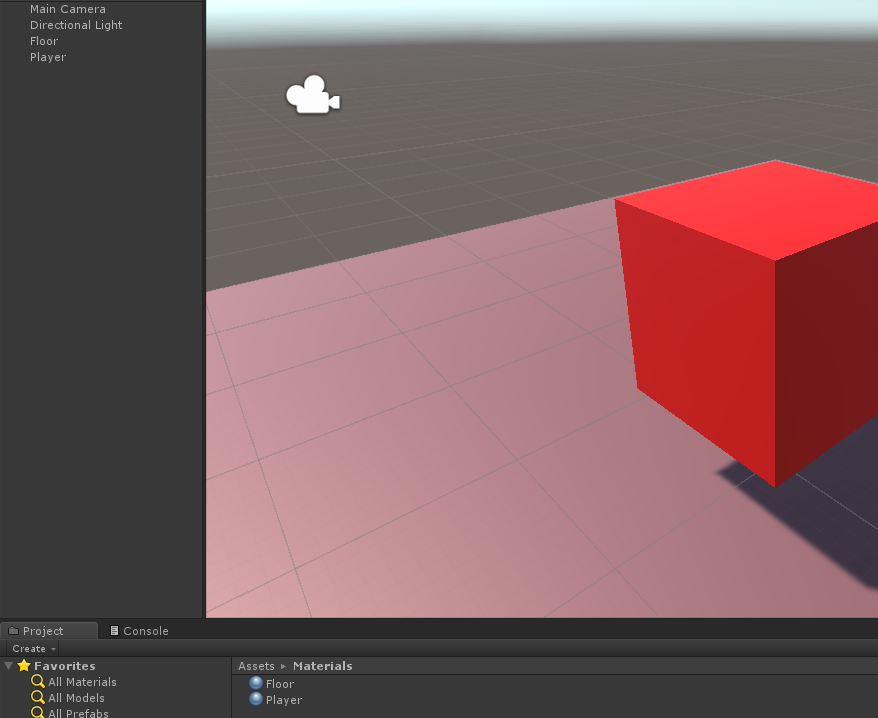 Main Camera
Directional Light
Floor
Player
Project
Console
Create
Favorites
Assets ▸ Materials
All Materials
Floor
All Models
Player
All Prefabs